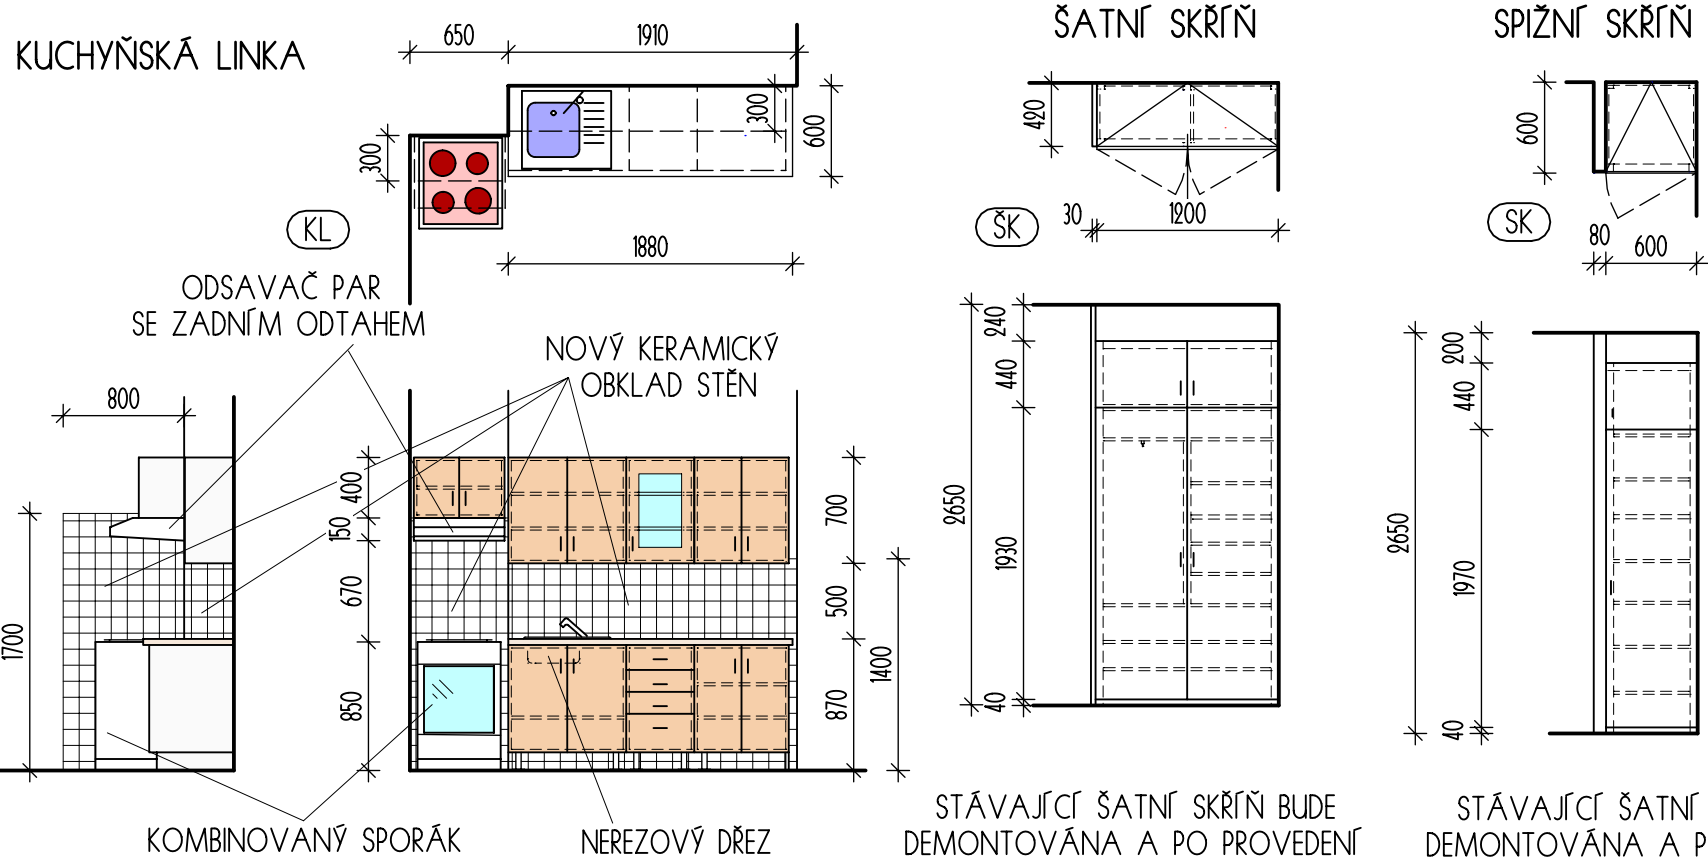 KUCHYŇSKÁ LINKA
650
1910
300
600
300
KL
1880
ODSAVAČ PAR
SE ZADNÍM ODTAHEM
NOVÝ KERAMICKÝ
OBKLAD STĚN
800
1700
400
150
670
850
700
500
870
1400
KOMBINOVANÝ SPORÁK
NEREZOVÝ DŘEZ
ŠATNÍ SKŘÍŇ
420
ŠK
30
1200
240
440
2650
1930
40
STÁVAJÍCÍ ŠATNÍ SKŘÍŇ BUDE
DEMONTOVÁNA A PO PROVEDENÍ
SPIŽNÍ SKŘÍŇ
600
SK
80
600
200
440
2650
1970
40
STÁVAJÍCÍ ŠATNÍ
DEMONTOVÁNA A P